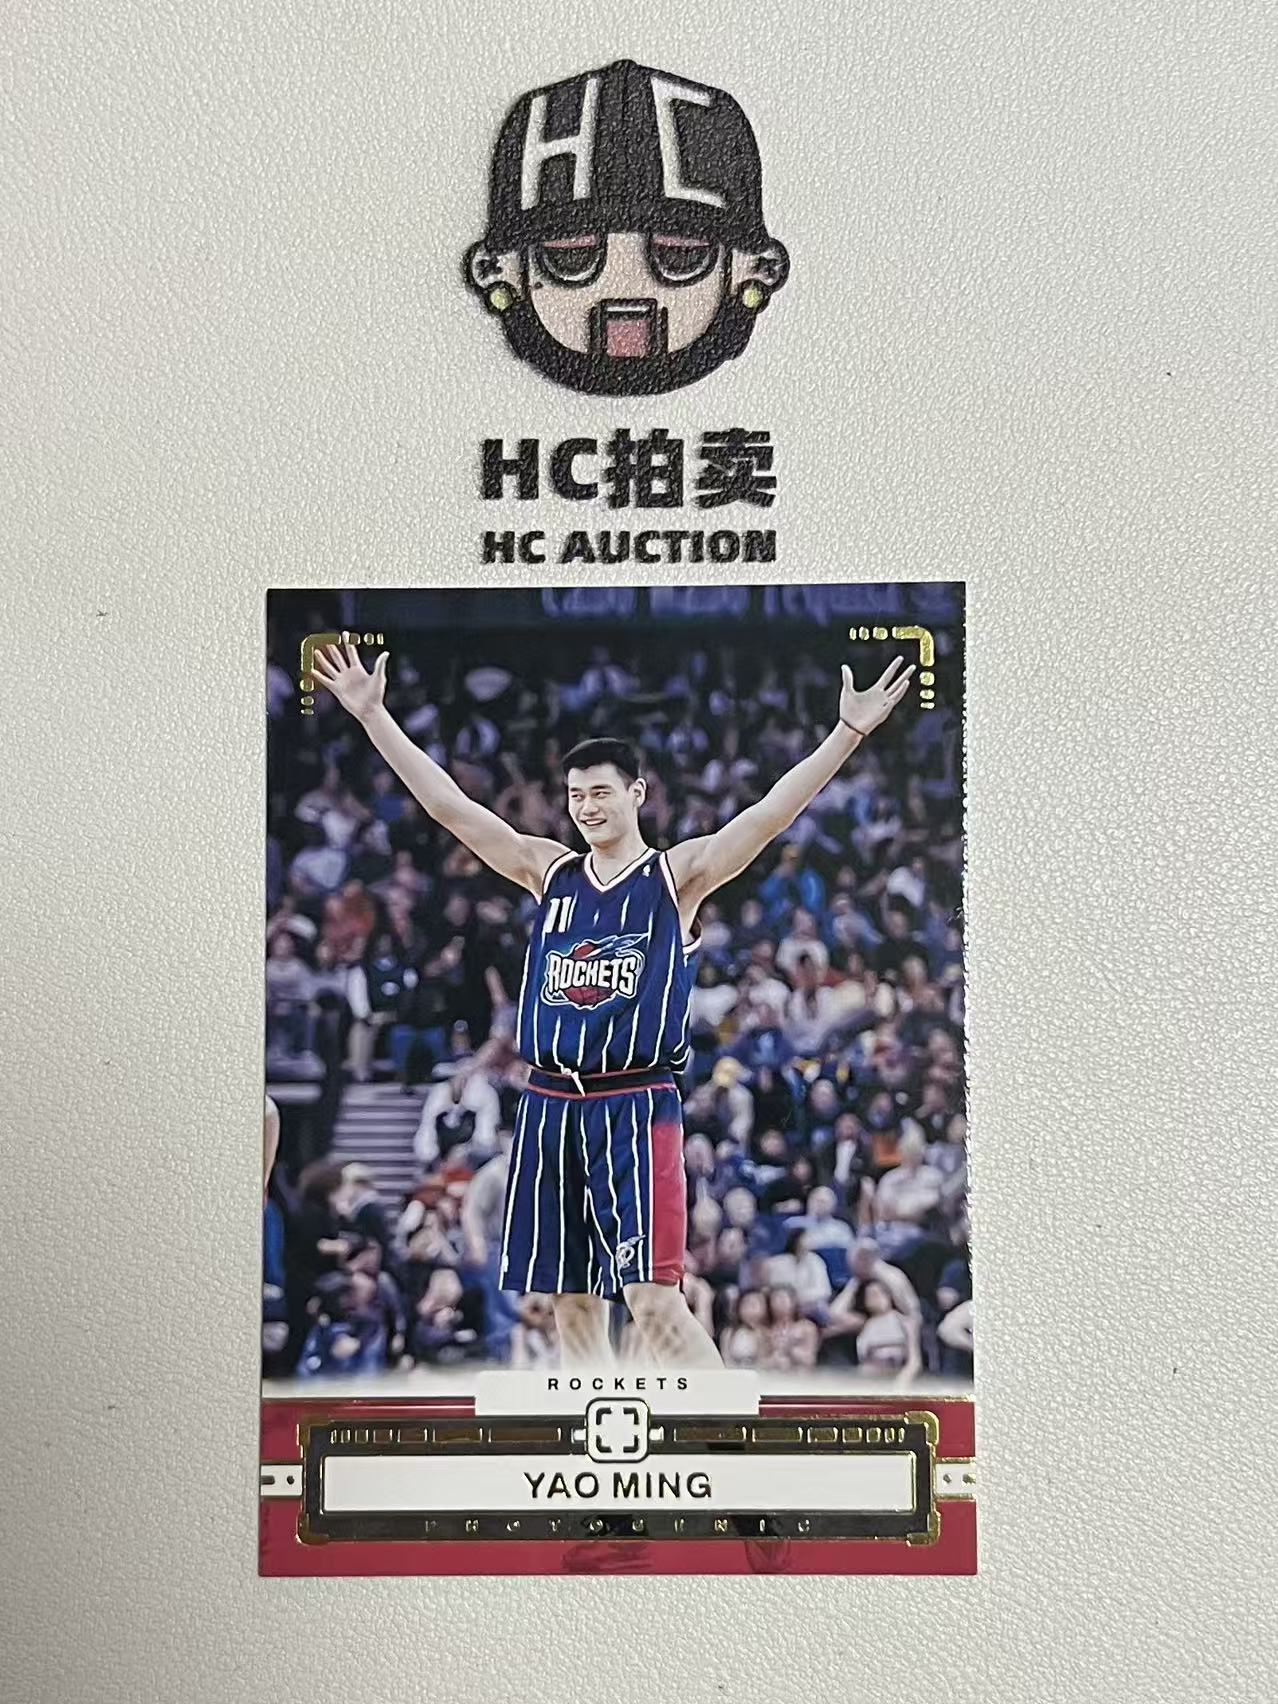 HC
HC拍卖
HC AUCTION
11
ROCKETS
ROCKETS
YAO MING
PHOTOGENIC